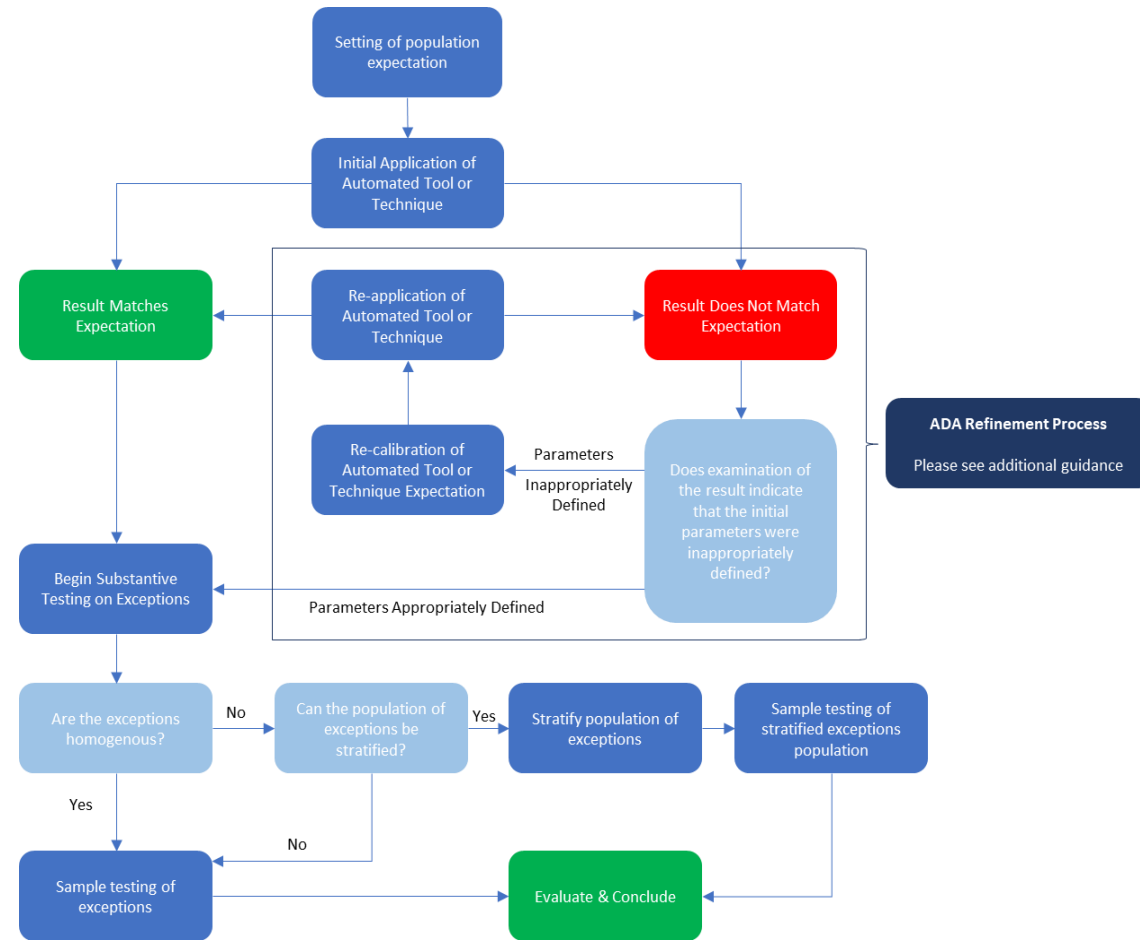 Setting of population
expectation
Initial Application of
Automated Tool or
Technique
Result Matches
Expectation
Re-application of
Automated Tool or
Technique
Result Does Not Match
Expectation
Re-calibration of
Automated Tool or
Technique Expectation
Parameters
Inappropriately
Defined
Does examination of
the result indicate
that the initial
parameters were
inappropriately
defined?
ADA Refinement Process
Please see additional guidance
Begin Substantive
Testing on Exceptions
Parameters Appropriately Defined
Are the exceptions
homogenous?
No
Can the population of
exceptions be
stratified?
Yes
Stratify population of
exceptions
Sample testing of
stratified exceptions
population
Yes
No
Sample testing of
exceptions
Evaluate & Conclude